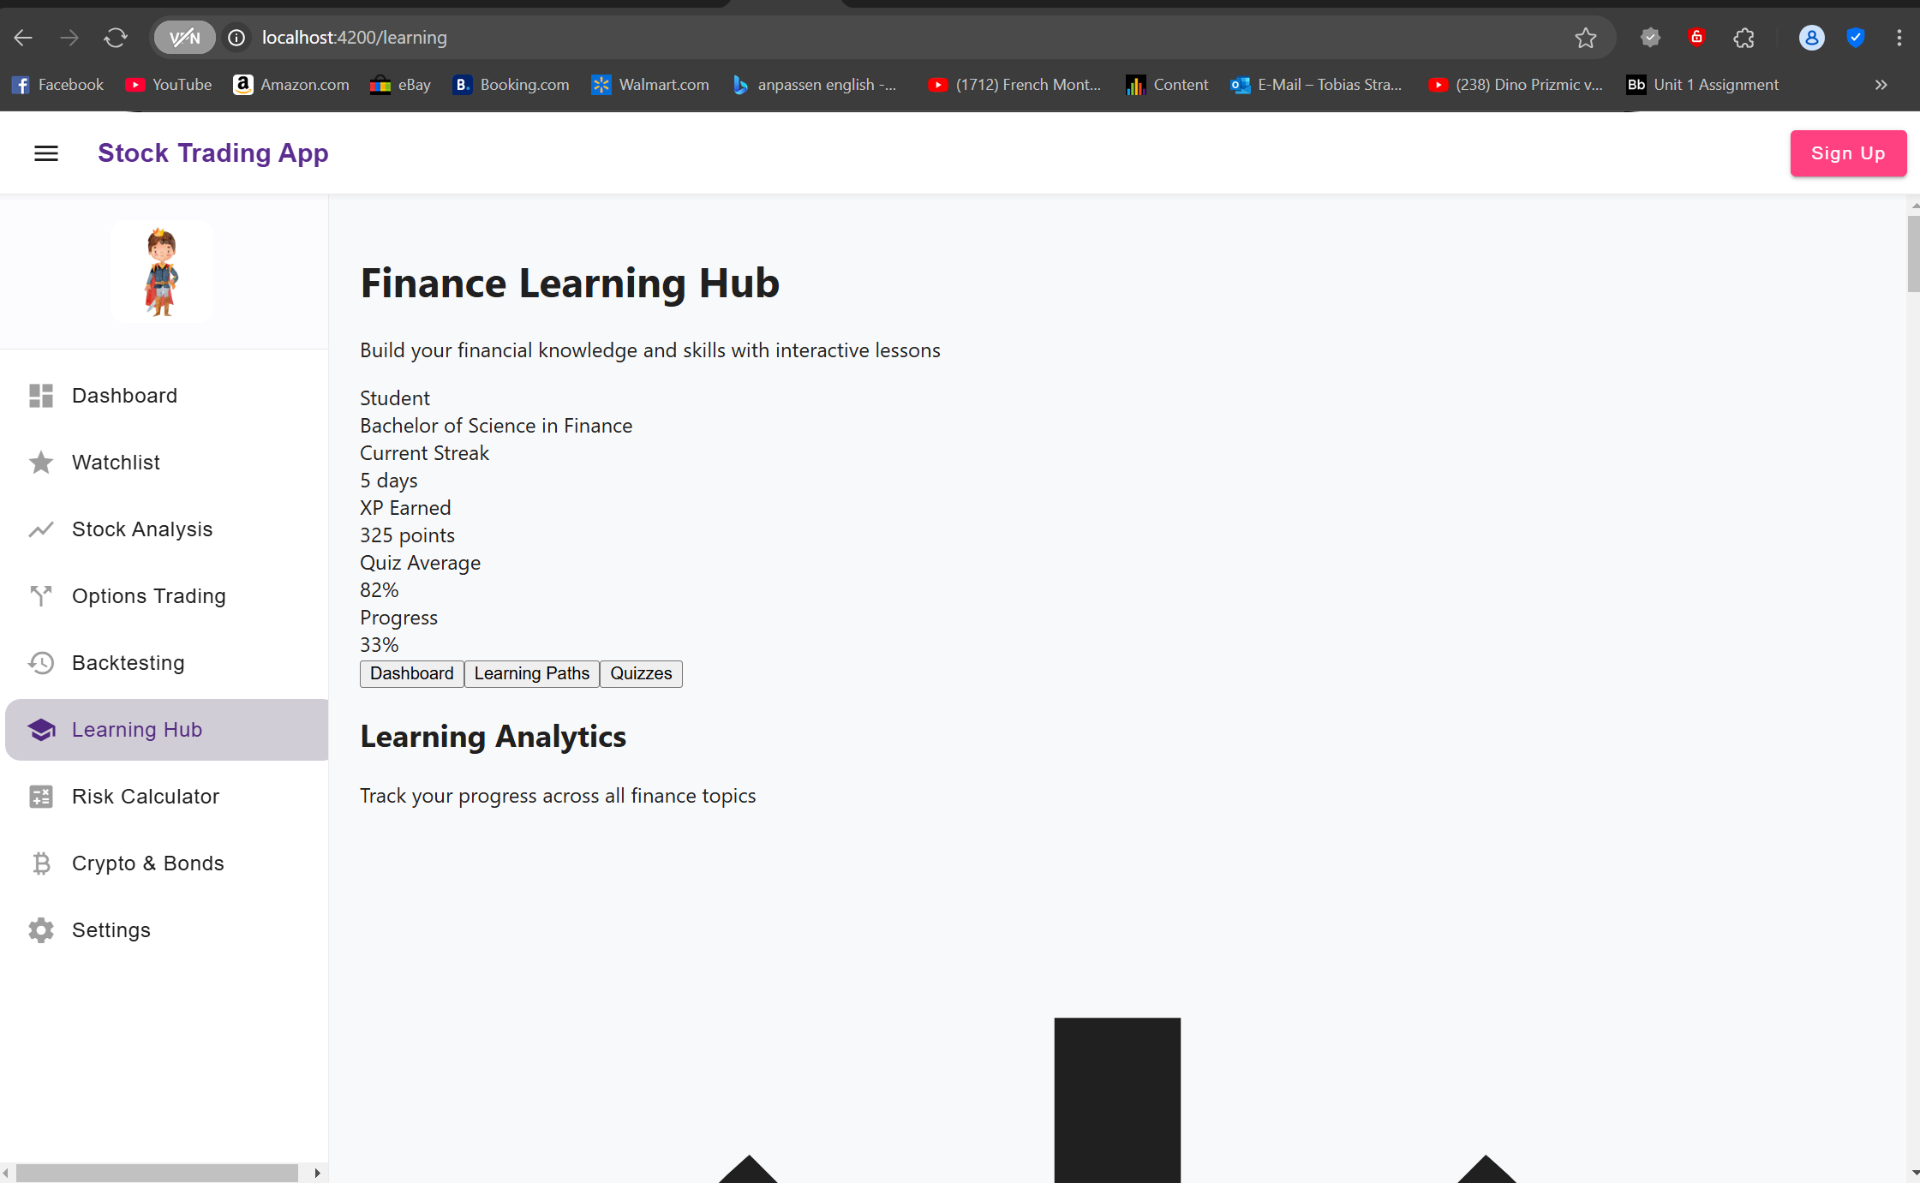 VPN
localhost:4200/learning
Facebook
YouTube
Amazon.com
eBay
Booking.com
Walmart.com
anpassen english -...
(1712) French Mont...
Content
E-Mail – Tobias Stra...
(238) Dino Prizmic v...
Bb Unit 1 Assignment
Stock Trading App
Sign Up
Dashboard
Watchlist
Stock Analysis
Options Trading
Backtesting
Learning Hub
Risk Calculator
Crypto & Bonds
Settings
Finance Learning Hub
Build your financial knowledge and skills with interactive lessons
Student
Bachelor of Science in Finance
Current Streak
5 days
XP Earned
325 points
Quiz Average
82%
Progress
33%
Dashboard
Learning Paths
Quizzes
Learning Analytics
Track your progress across all finance topics